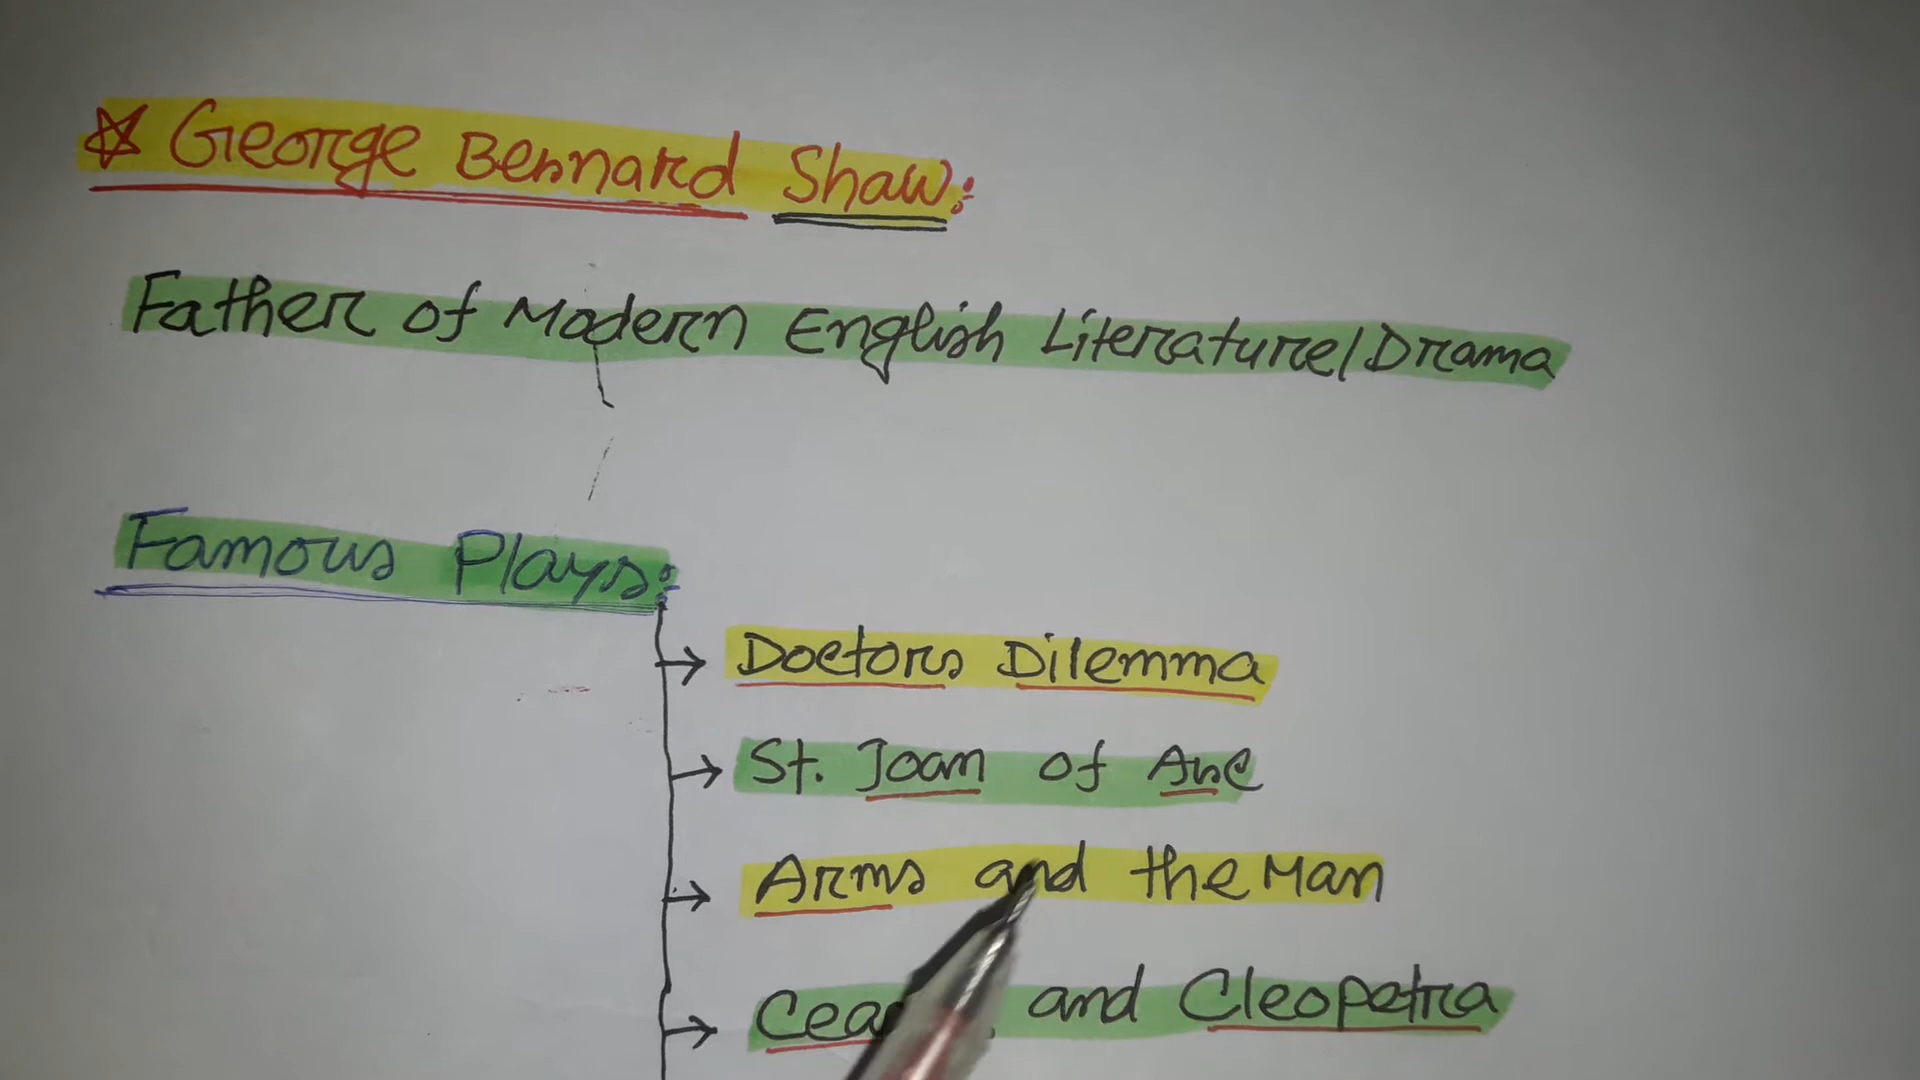 ☆ George Bernard Shaw:
Father of Modern English Literature/Drama
Famous Plays:
→ Doctors Dilemma
→ St. Joan of Arc
→ Arms and the Man
→ and Cleopetra